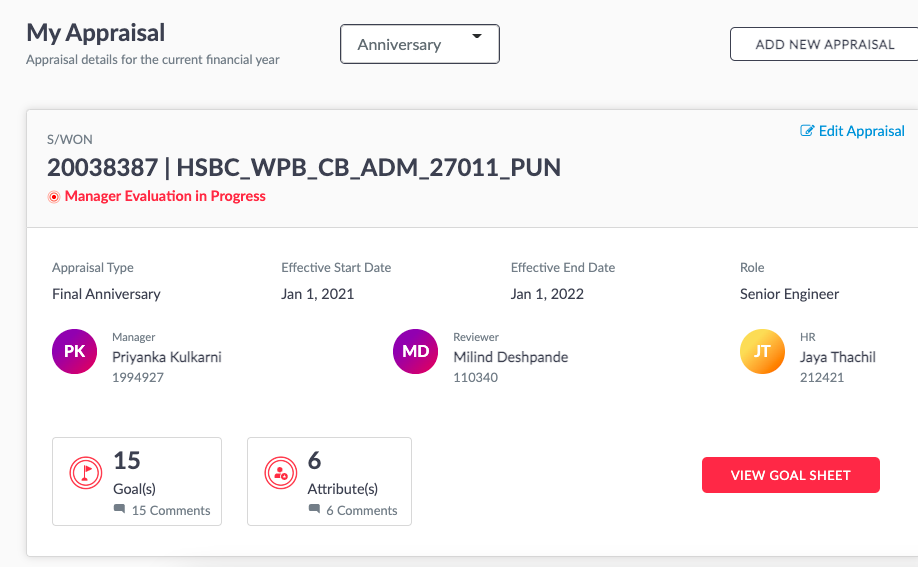 My Appraisal
Appraisal details for the current financial year
Anniversary
ADD NEW APPRAISAL
S/WON
Edit Appraisal
20038387 | HSBC_WPB_CB_ADM_27011_PUN
Manager Evaluation in Progress
Appraisal Type
Effective Start Date
Effective End Date
Role
Final Anniversary
Jan 1, 2021
Jan 1, 2022
Senior Engineer
PK
Manager
Priyanka Kulkarni
1994927
MD
Reviewer
Milind Deshpande
110340
JT
HR
Jaya Thachil
212421
15
Goal(s)
15 Comments
6
Attribute(s)
6 Comments
VIEW GOAL SHEET